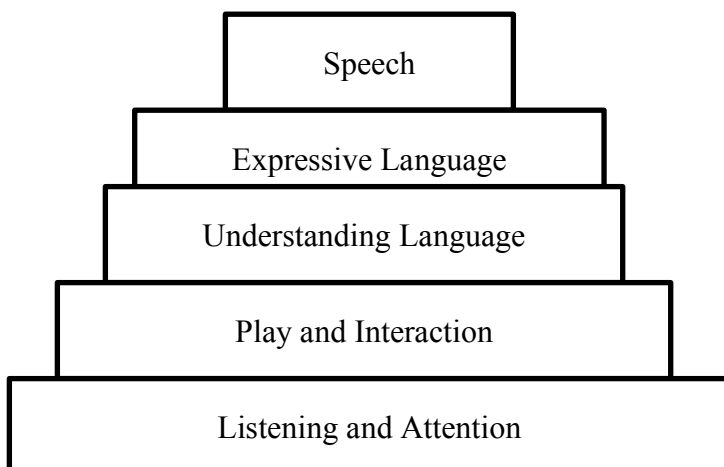 Speech
Expressive Language
Understanding Language
Play and Interaction
Listening and Attention